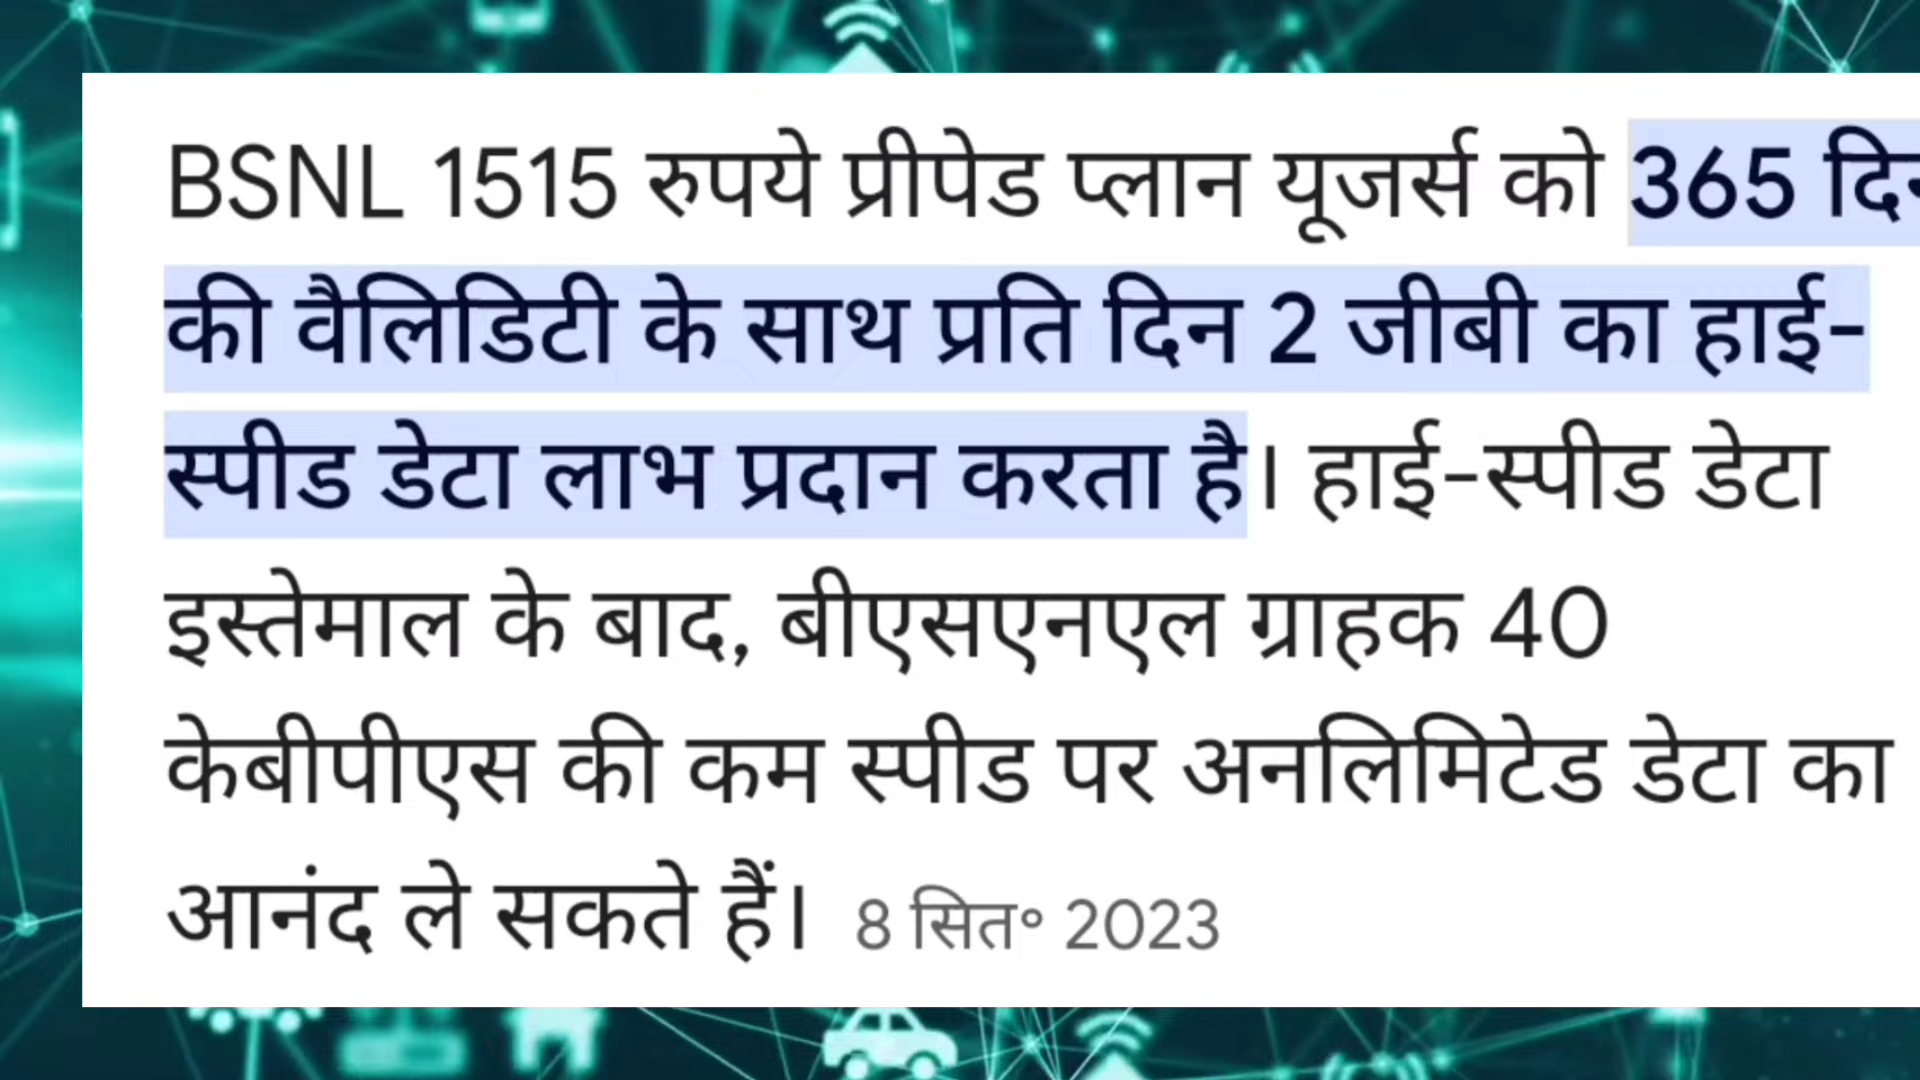 BSNL 1515 रुपये प्रीपेड प्लान यूजर्स को 365 दिन
की वैलिडिटी के साथ प्रति दिन 2 जीबी का हाई-
स्पीड डेटा लाभ प्रदान करता है। हाई-स्पीड डेटा
इस्तेमाल के बाद, बीएसएनएल ग्राहक 40
केबीपीएस की कम स्पीड पर अनलिमिटेड डेटा का
आनंद ले सकते हैं। 8 सित॰ 2023